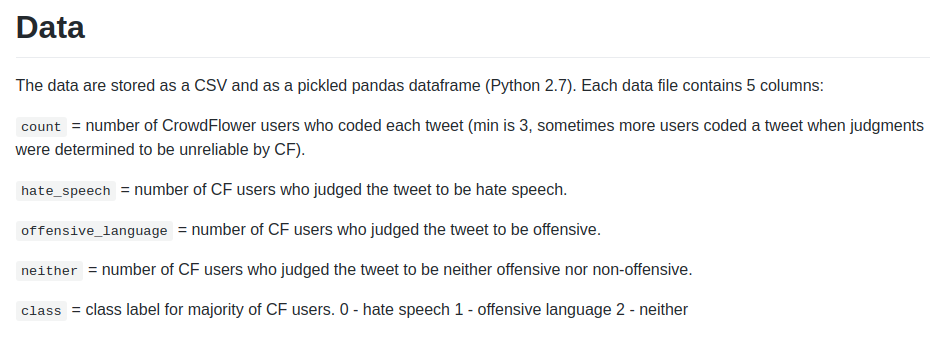 Data
The data are stored as a CSV and as a pickled pandas dataframe (Python 2.7). Each data file contains 5 columns:
count = number of CrowdFlower users who coded each tweet (min is 3, sometimes more users coded a tweet when judgments
were determined to be unreliable by CF).
hate_speech = number of CF users who judged the tweet to be hate speech.
offensive_language = number of CF users who judged the tweet to be offensive.
neither = number of CF users who judged the tweet to be neither offensive nor non-offensive.
class = class label for majority of CF users. 0 - hate speech 1 - offensive language 2 - neither